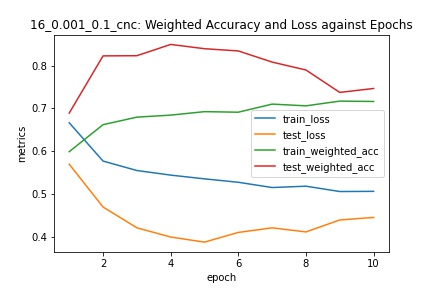 16_0.001_0.1_cnc: Weighted Accuracy and Loss against Epochs
metrics
0.8
0.7
0.6
0.5
0.4
train_loss
test_loss
train_weighted_acc
test_weighted_acc
2
4
6
8
10
epoch